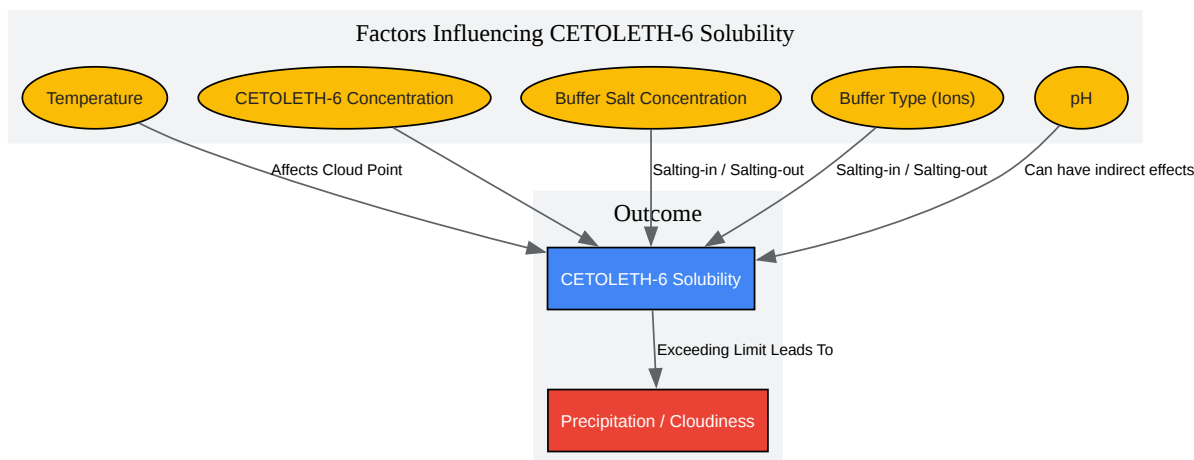 Factors Influencing CETOLETH-6 Solubility
Temperature
CETOLETH-6 Concentration
Buffer Salt Concentration
Buffer Type (Ions)
pH
Affects Cloud Point
Salting-in / Salting-out
Salting-in / Salting-out
Can have indirect effects
Outcome
CETOLETH-6 Solubility
Exceeding Limit Leads To
Precipitation / Cloudiness